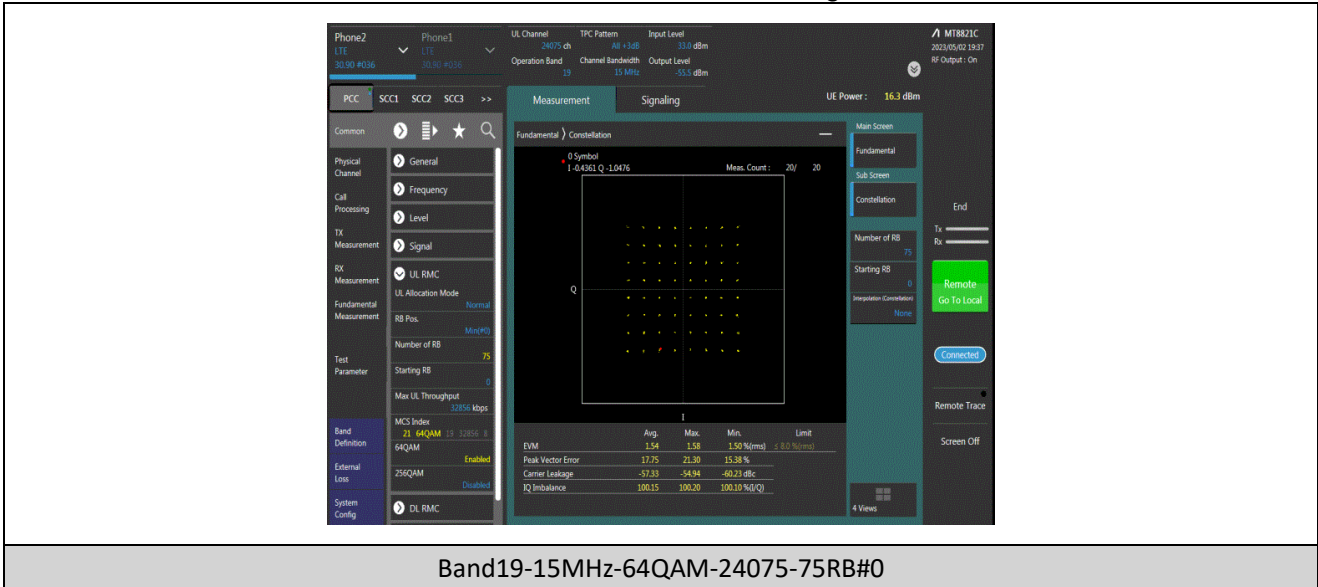 Phone2
LTE
30.90 #036
Phone1
LTE
30.90 #036
UL Channel TPC Pattern Input Level
24075 ch All +3dB 33.0 dBm
Operation Band Channel Bandwidth Output Level
19 15 MHz -53.5 dBm
MT8821C
2023/05/02 19:37
RF Output : On
PCC SCC1 SCC2 SCC3 >>
Measurement Signaling
UE Power : 16.3 dBm
Common
Physical
Channel
Call
Processing
TX
Measurement
RX
Measurement
Fundamental
Measurement
Test
Parameter
Band
Definition
External
Loss
System
Config
General
Frequency
Level
Signal
UL RMC
UL Allocation Mode
Normal
RB Pos.
Min(#0)
Number of RB
75
Starting RB
0
Max UL Throughput
32856 kbps
MCS Index
21 64QAM 19 32856 8
64QAM
Enabled
256QAM
Disabled
DL RMC
Fundamental 〉 Constellation
0 Symbol
I -0.4361 Q -1.0476 Meas. Count : 20/ 20
Q
I
Avg. Max. Min. Limit
EVM 1.54 1.58 1.50 %(rms) ≤ 8.0 %(rms)
Peak Vector Error 17.75 21.30 15.38 %
Carrier Leakage -57.33 -54.94 -60.23 dBc
IQ Imbalance 100.15 100.20 100.10 %(I/Q)
Main Screen
Fundamental
Sub Screen
Constellation
Number of RB
75
Starting RB
0
Interpolation (Constellation)
None
4 Views
End
Tx
Rx
Remote
Go To Local
Connected
Remote Trace
Screen Off
Band19-15MHz-64QAM-24075-75RB#0